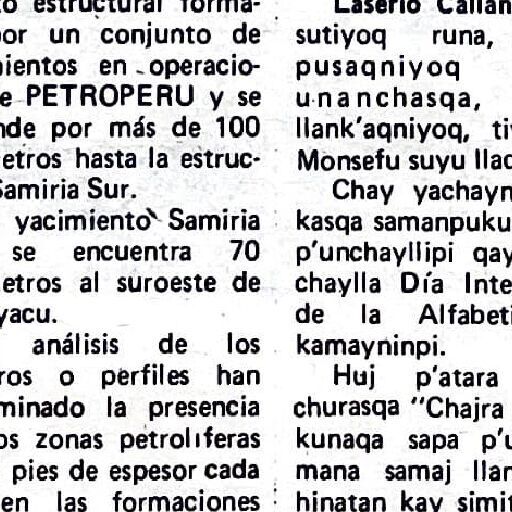 estructural forma-
por un conjunto de
mientos en operacio-
e PETROPERU y se
nde por más de 100
etros hasta la estruc-
Samiria Sur.
yacimiento Samiria
se encuentra 70
etros al suroeste de
yacu.
análisis de los
ros o perfiles han
minado la presencia
os zonas petrolíferas
pies de espesor cada
en las formaciones
Laserio Callan
sutiyoq runa,
pusaqniyoq
unanchasqa,
llank'aqniyoq, ti
Monsefu suyu llac
Chay yachayn
kasqa samanpuku
p'unchayllipi qay
chaylla Día Inte
de la Alfabeti
kamayninpi.
Huj p'atara
churasqa "Chajra
kunaqa sapa p'u
mana samaj llan
hinatan kay simit